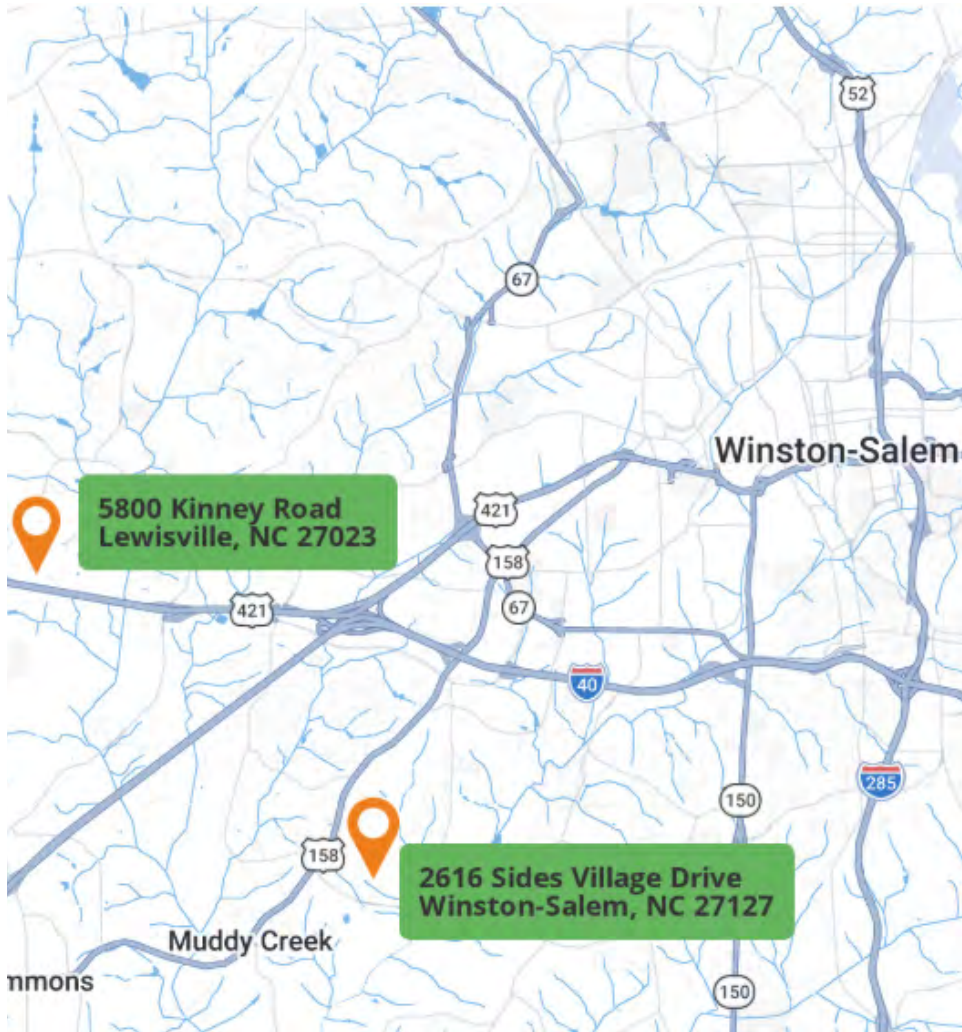 52
67
Winston-Salem
5800 Kinney Road
Lewisville, NC 27023
421
158
421
67
40
285
150
158
2616 Sides Village Drive
Winston-Salem, NC 27127
Muddy Creek
mmons
150